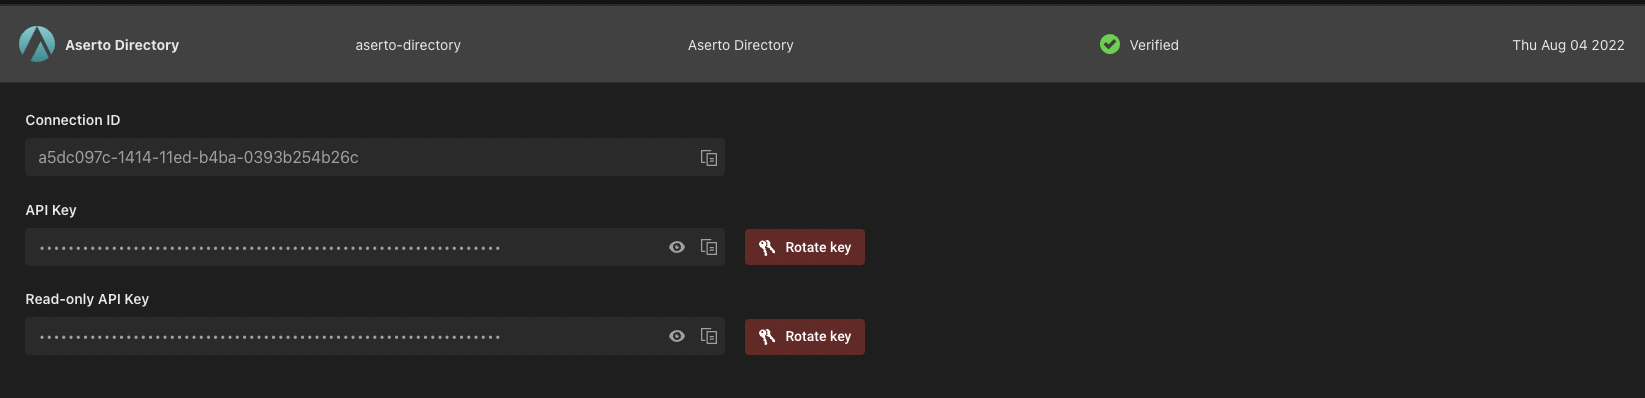 Aserto Directory aserto-directory Aserto Directory Verified Thu Aug 04 2022
Connection ID
a5dc097c-1414-11ed-b4ba-0393b254b26c
API Key
••••••••••••••••••••••••••••••••••••••••••••••••••••••••••••••••
Rotate key
Read-only API Key
••••••••••••••••••••••••••••••••••••••••••••••••••••••••••••••••
Rotate key